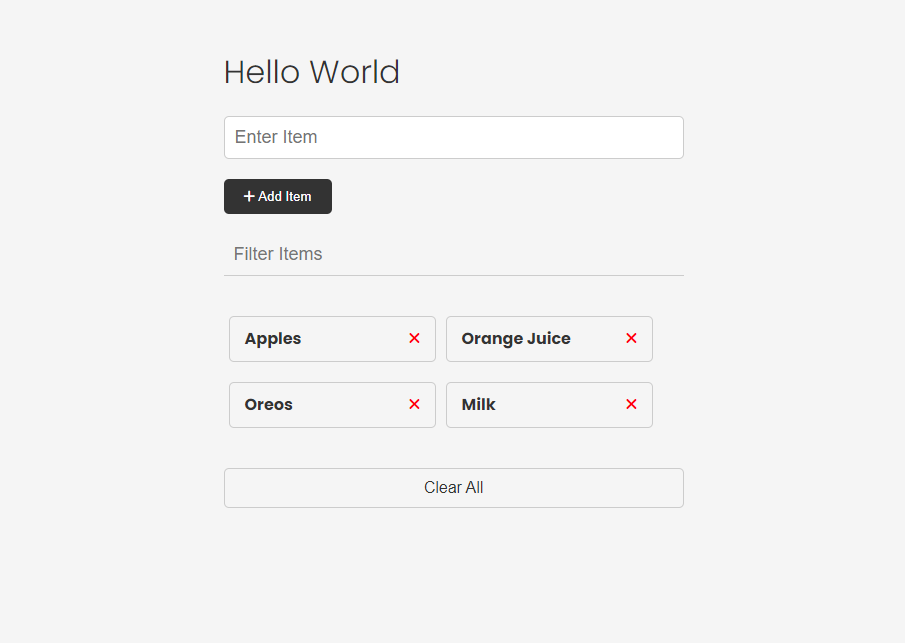 Hello World
Enter Item
+ Add Item
Filter Items
Apples
Orange Juice
Oreos
Milk
Clear All